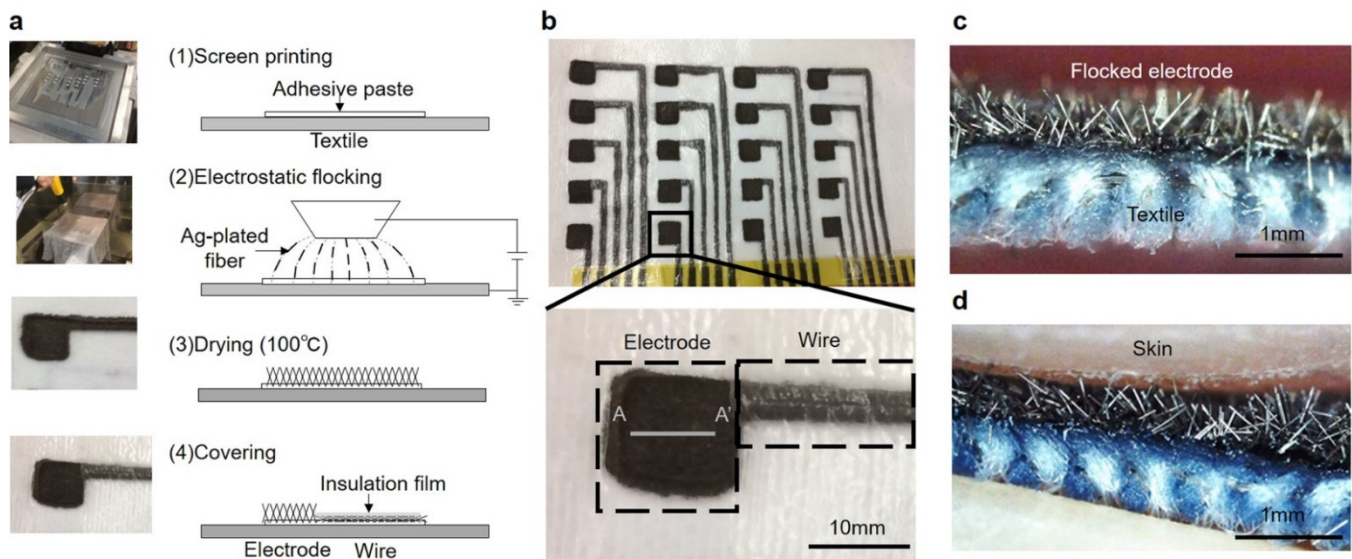 a
(1)Screen printing
Adhesive paste
Textile
(2)Electrostatic flocking
Ag-plated
fiber
(3)Drying (100℃)
(4)Covering
Insulation film
Electrode
Wire
b
Electrode
Wire
A
A'
10mm
c
Flocked electrode
Textile
1mm
d
Skin
1mm